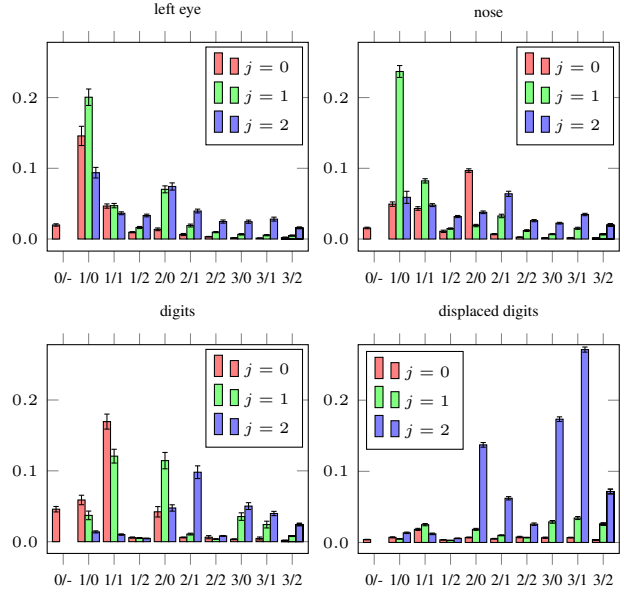 left eye
j = 0
j = 1
j = 2
0.2
0.1
0.0
0/- 1/0 1/1 1/2 2/0 2/1 2/2 3/0 3/1 3/2
nose
j = 0
j = 1
j = 2
0.2
0.1
0.0
0/- 1/0 1/1 1/2 2/0 2/1 2/2 3/0 3/1 3/2
digits
j = 0
j = 1
j = 2
0.2
0.1
0.0
0/- 1/0 1/1 1/2 2/0 2/1 2/2 3/0 3/1 3/2
displaced digits
j = 0
j = 1
j = 2
0.2
0.1
0.0
0/- 1/0 1/1 1/2 2/0 2/1 2/2 3/0 3/1 3/2